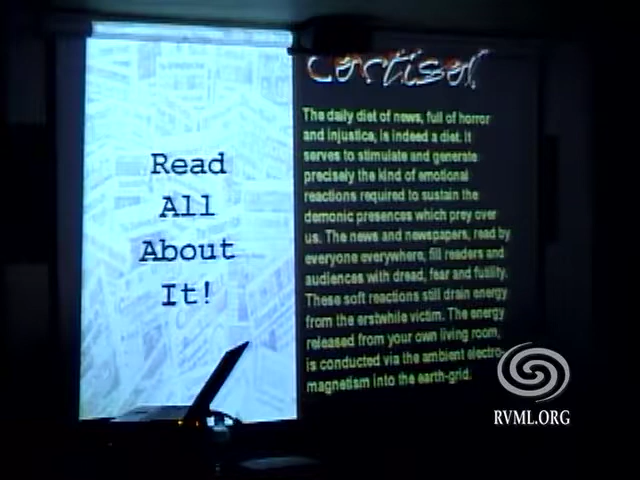 Read
All
About
It!
Cortisol
The daily diet of news, full of horror
and injustice, is indeed a diet. It
serves to stimulate and generate
precisely the kind of emotional
reactions required to sustain the
demonic presences which prey over
us. The news and newspapers, read by
everyone everywhere, fill readers and
audiences with dread, fear and futility.
These soft reactions still drain energy
from the erstwhile victim. The energy
released from your own living room,
is conducted via the ambient electro-
magnetism into the earth-grid.
RVML.ORG